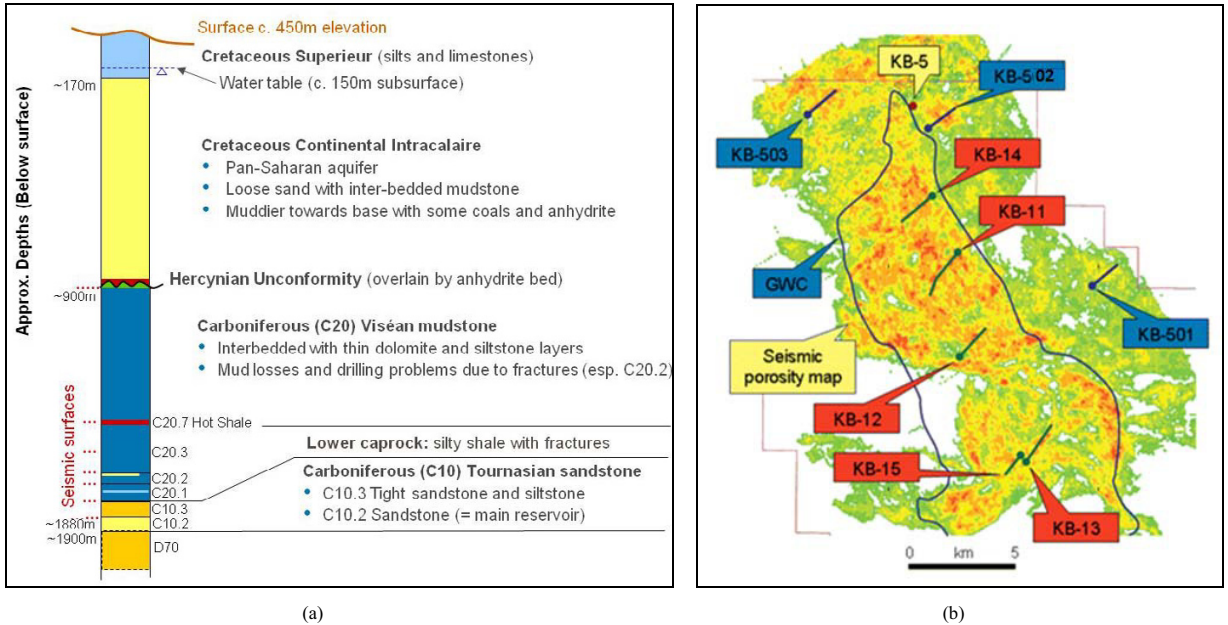 Surface c. 450m elevation
Cretaceous Superieur (silts and limestones)
Water table (c. 150m subsurface)
~170m
Cretaceous Continental Intracalaire
Pan-Saharan aquifer
Loose sand with inter-bedded mudstone
Muddier towards base with some coals and anhydrite
Approx. Depths (Below surface)
Hercynian Unconformity (overlain by anhydrite bed)
~900m
Carboniferous (C20) Viséan mudstone
Interbedded with thin dolomite and siltstone layers
Mud losses and drilling problems due to fractures (esp. C20.2)
Seismic surfaces
C20.7 Hot Shale
Lower caprock: silty shale with fractures
C20.3
Carboniferous (C10) Tournasian sandstone
C20.2
C20.1
C10.3 Tight sandstone and siltstone
C10.3
C10.2 Sandstone (= main reservoir)
C10.2
~1880m
~1900m
D70
(a)
KB-5
KB-502
KB-503
KB-14
KB-11
GWC
KB-501
Seismic
porosity map
KB-12
KB-15
KB-13
0 km 5
(b)